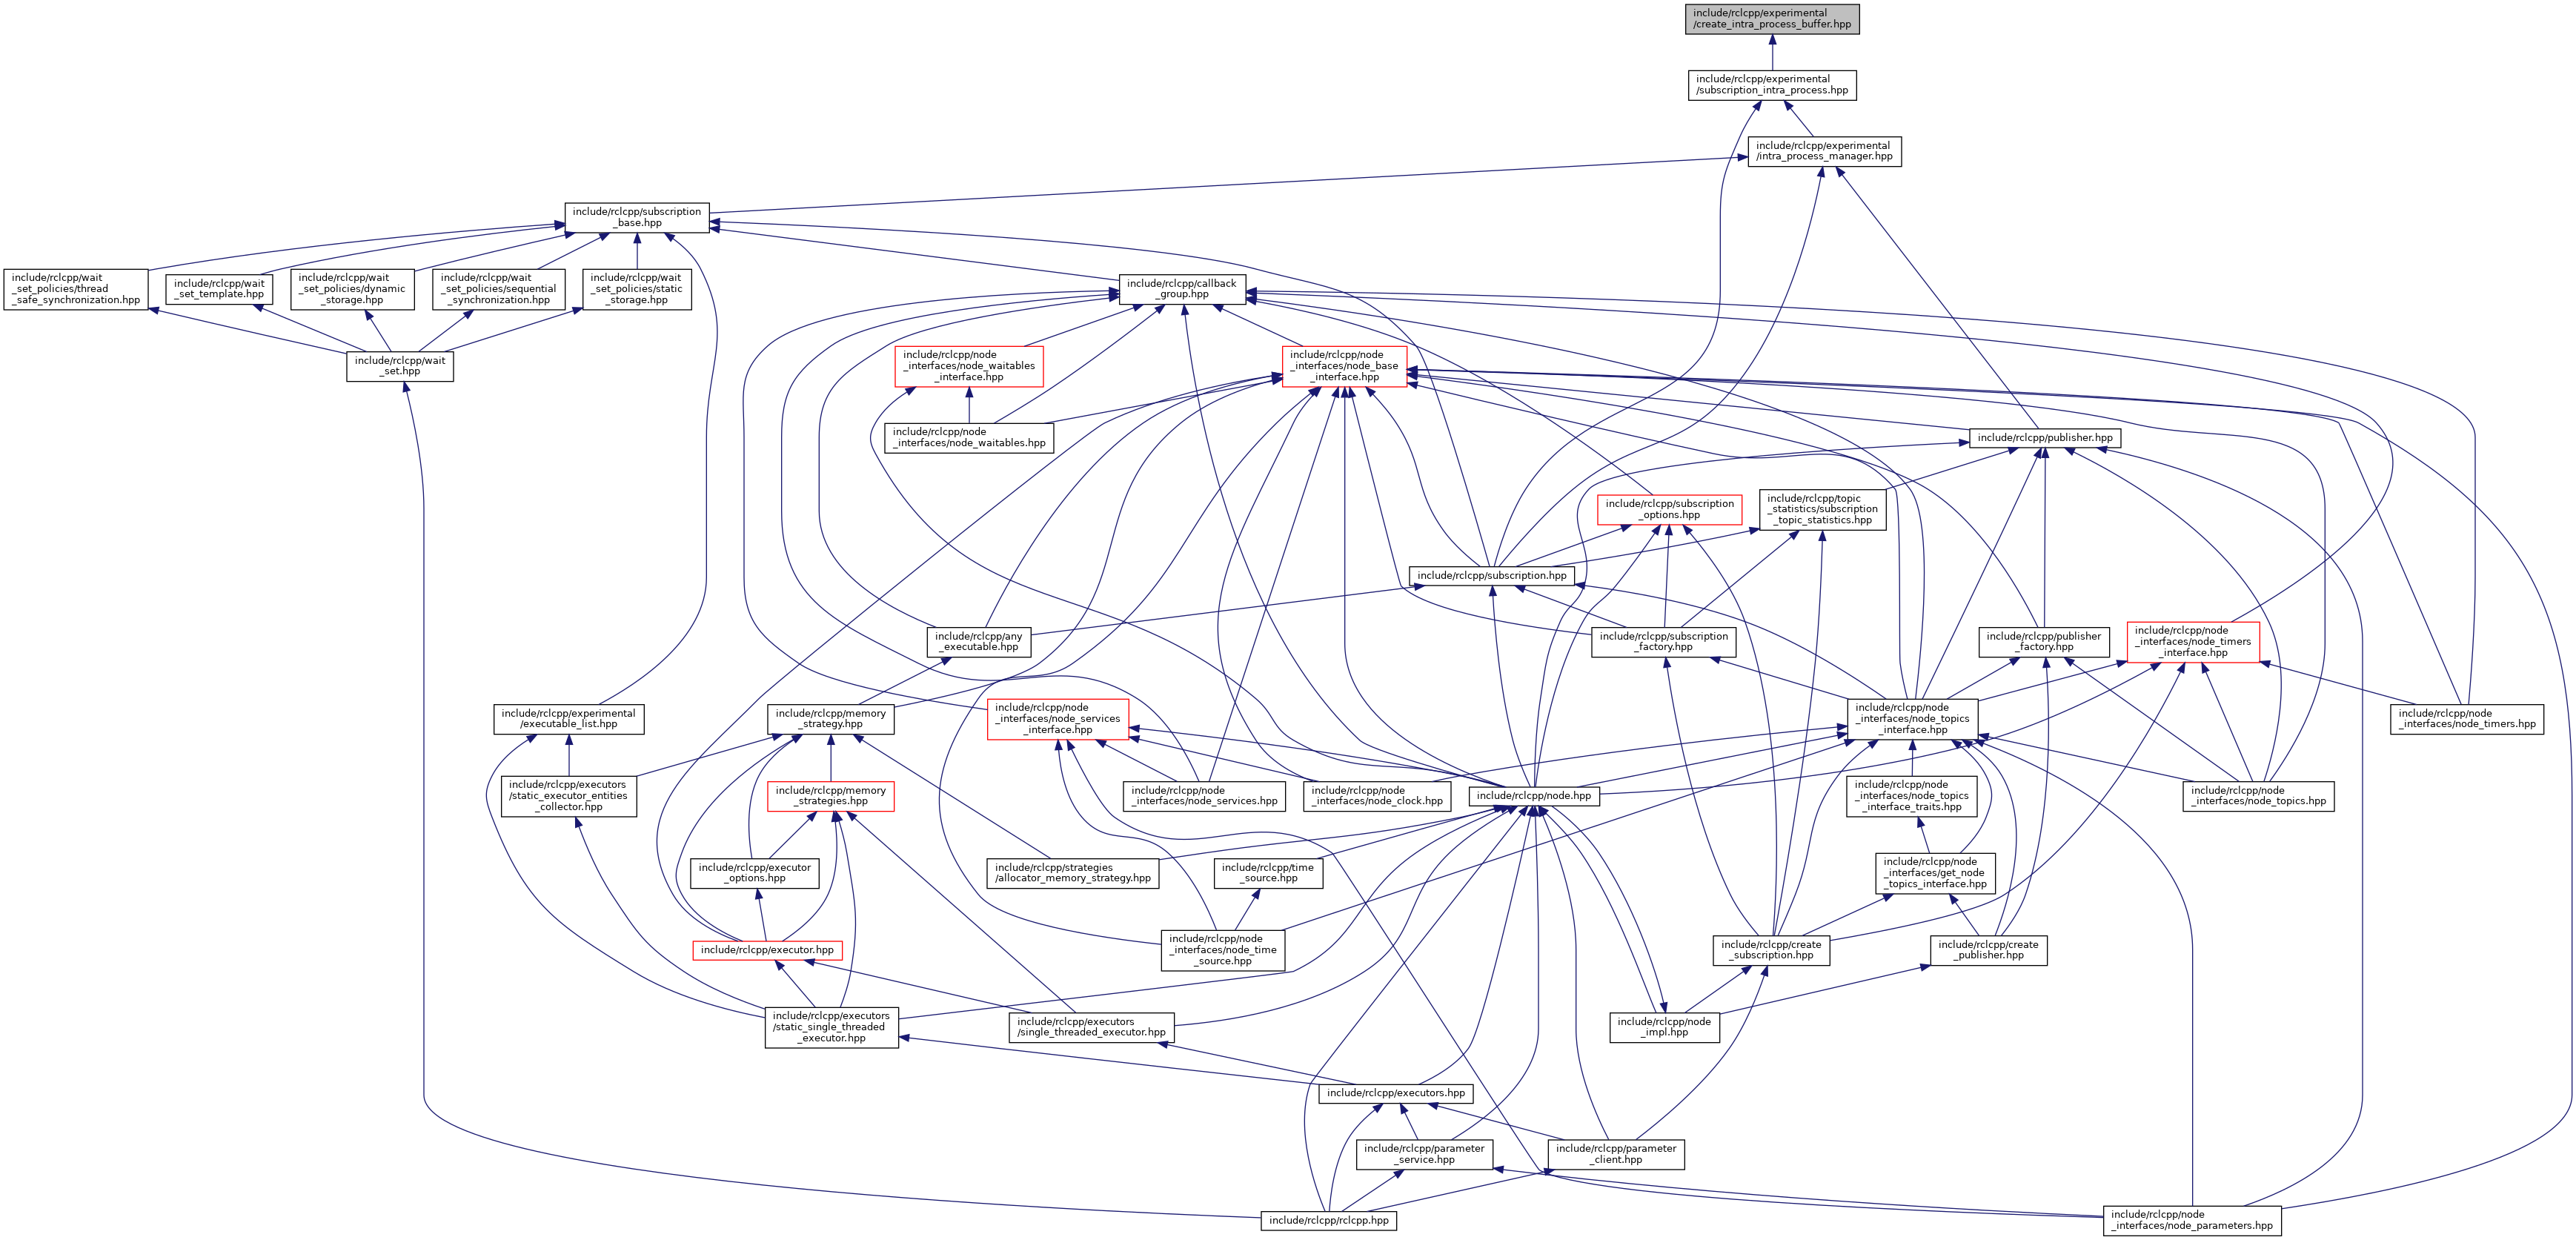 include/rclcpp/experimental
/create_intra_process_buffer.hpp
include/rclcpp/experimental
/subscription_intra_process.hpp
include/rclcpp/experimental
/intra_process_manager.hpp
include/rclcpp/subscription
_base.hpp
include/rclcpp/wait
_set_policies/thread
_safe_synchronization.hpp
include/rclcpp/wait
_set_template.hpp
include/rclcpp/wait
_set_policies/dynamic
_storage.hpp
include/rclcpp/wait
_set_policies/sequential
_synchronization.hpp
include/rclcpp/wait
_set_policies/static
_storage.hpp
include/rclcpp/callback
_group.hpp
include/rclcpp/wait
_set.hpp
include/rclcpp/node
_interfaces/node_waitables
_interface.hpp
include/rclcpp/node
_interfaces/node_base
_interface.hpp
include/rclcpp/node
_interfaces/node_waitables.hpp
include/rclcpp/publisher.hpp
include/rclcpp/subscription
_options.hpp
include/rclcpp/topic
_statistics/subscription
_topic_statistics.hpp
include/rclcpp/subscription.hpp
include/rclcpp/any
_executable.hpp
include/rclcpp/subscription
_factory.hpp
include/rclcpp/publisher
_factory.hpp
include/rclcpp/node
_interfaces/node_timers
_interface.hpp
include/rclcpp/experimental
/executable_list.hpp
include/rclcpp/memory
_strategy.hpp
include/rclcpp/node
_interfaces/node_services
_interface.hpp
include/rclcpp/node
_interfaces/node_topics
_interface.hpp
include/rclcpp/node
_interfaces/node_timers.hpp
include/rclcpp/executors
/static_executor_entities
_collector.hpp
include/rclcpp/memory
_strategies.hpp
include/rclcpp/node
_interfaces/node_services.hpp
include/rclcpp/node
_interfaces/node_clock.hpp
include/rclcpp/node.hpp
include/rclcpp/node
_interfaces/node_topics
_interface_traits.hpp
include/rclcpp/node
_interfaces/node_topics.hpp
include/rclcpp/executor
_options.hpp
include/rclcpp/strategies
/allocator_memory_strategy.hpp
include/rclcpp/time
_source.hpp
include/rclcpp/node
_interfaces/get_node
_topics_interface.hpp
include/rclcpp/executor.hpp
include/rclcpp/node
_interfaces/node_time
_source.hpp
include/rclcpp/create
_subscription.hpp
include/rclcpp/create
_publisher.hpp
include/rclcpp/executors
/static_single_threaded
_executor.hpp
include/rclcpp/executors
/single_threaded_executor.hpp
include/rclcpp/node
_impl.hpp
include/rclcpp/executors.hpp
include/rclcpp/parameter
_service.hpp
include/rclcpp/parameter
_client.hpp
include/rclcpp/rclcpp.hpp
include/rclcpp/node
_interfaces/node_parameters.hpp